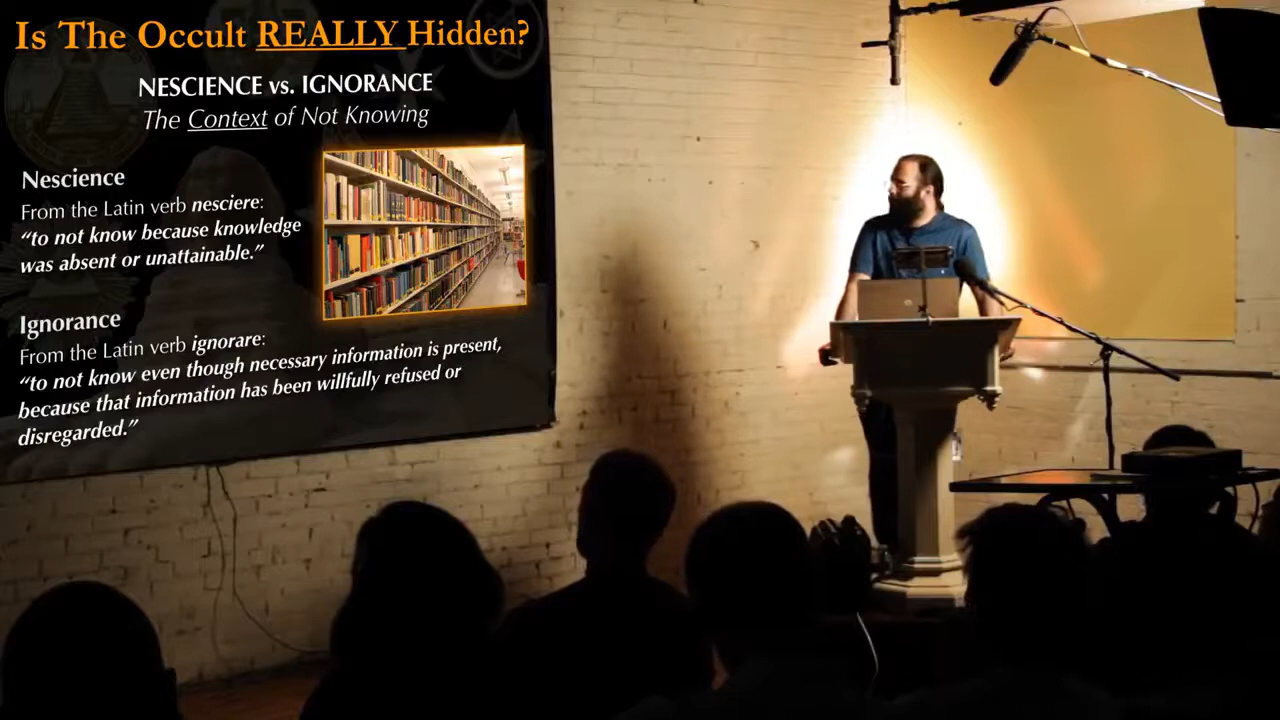 Is The Occult REALLY Hidden?
NESCIENCE vs. IGNORANCE
The Context of Not Knowing
Nescience
From the Latin verb nesciere:
“to not know because knowledge
was absent or unattainable.”
Ignorance
From the Latin verb ignorare:
“to not know even though necessary information is present,
because that information has been willfully refused or
disregarded.”